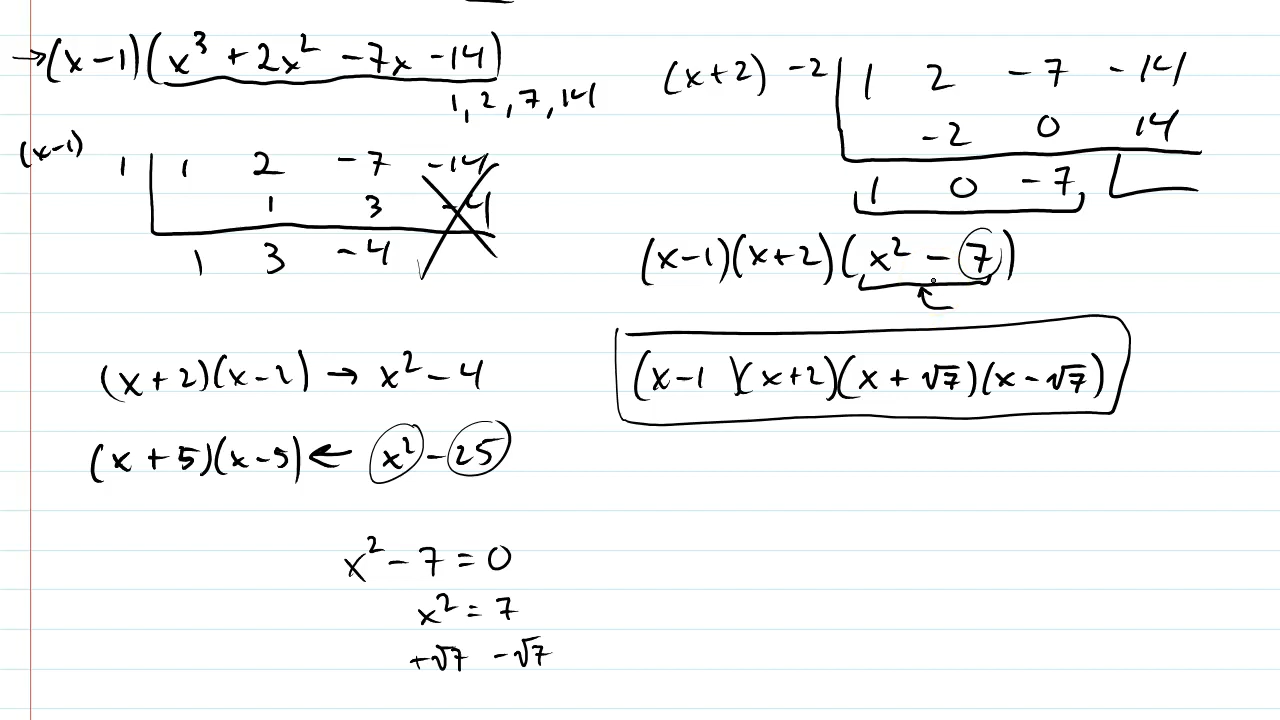 →(x-1)(x³ + 2x² - 7x - 14)
1, 2, 7, 14
(x-1)
1 | 1 2 -7 -14
1 3 -4
1 3 -4
(x+2) -2 | 1 2 -7 -14
-2 0 14
1 0 -7
(x-1)(x+2)(x² - 7)
(x-1)(x+2)(x+√7)(x-√7)
(x+2)(x-2) → x² - 4
(x+5)(x-5) ← x² - 25
x² - 7 = 0
x² = 7
+√7 -√7